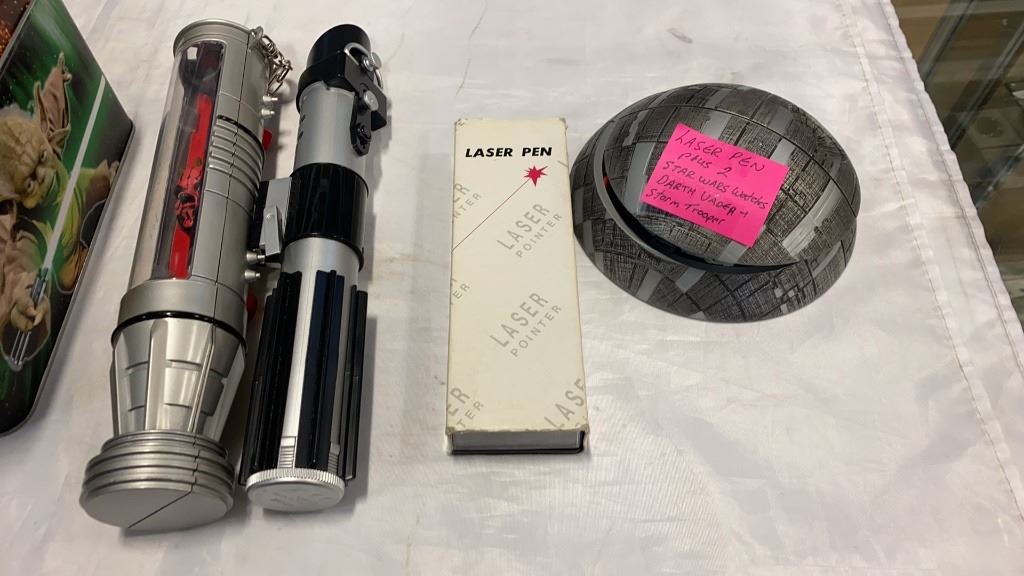 LASER PEN
LASER
POINTER
LASER
POINTER
LASER PEN
PLUS 2
STAR WARS Watches
DARTH VADER +
Storm Trooper